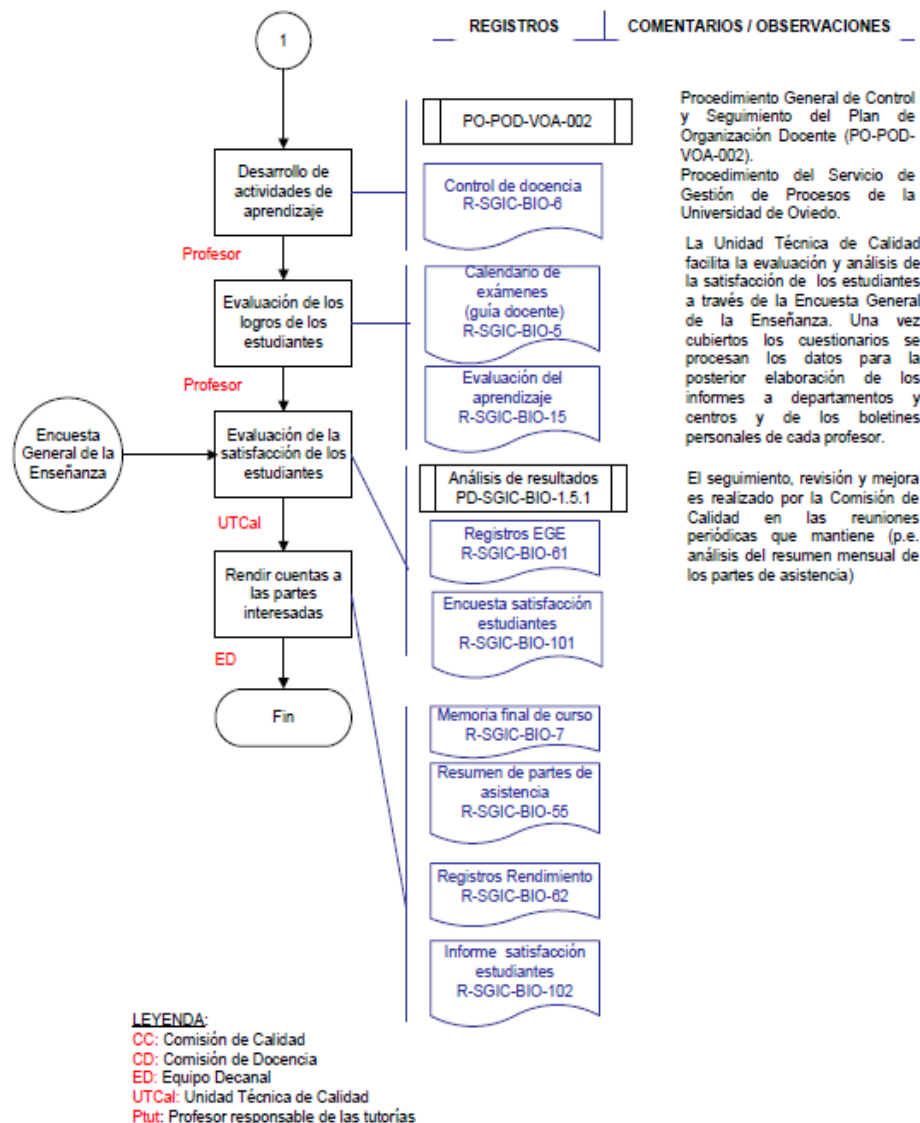 1
REGISTROS
COMENTARIOS / OBSERVACIONES
Desarrollo de
actividades de
aprendizaje
Profesor
Evaluación de los
logros de los
estudiantes
Profesor
Encuesta
General de la
Enseñanza
Evaluación de la
satisfacción de los
estudiantes
UTCal
Rendir cuentas a
las partes
interesadas
ED
Fin
PO-POD-VOA-002
Control de docencia
R-SGIC-BIO-6
Calendario de
exámenes
(guía docente)
R-SGIC-BIO-5
Evaluación del
aprendizaje
R-SGIC-BIO-15
Análisis de resultados
PD-SGIC-BIO-1.5.1
Registros EGE
R-SGIC-BIO-61
Encuesta satisfacción
estudiantes
R-SGIC-BIO-101
Memoria final de curso
R-SGIC-BIO-7
Resumen de partes de
asistencia
R-SGIC-BIO-55
Registros Rendimiento
R-SGIC-BIO-62
Informe satisfacción
estudiantes
R-SGIC-BIO-102
Procedimiento General de Control
y Seguimiento del Plan de
Organización Docente (PO-POD-
VOA-002).
Procedimiento del Servicio de
Gestión de Procesos de la
Universidad de Oviedo.
La Unidad Técnica de Calidad
facilita la evaluación y análisis de
la satisfacción de los estudiantes
a través de la Encuesta General
de la Enseñanza. Una vez
cubiertos los cuestionarios se
procesan los datos para la
posterior elaboración de los
informes a departamentos y
centros y de los boletines
personales de cada profesor.
El seguimiento, revisión y mejora
es realizado por la Comisión de
Calidad en las reuniones
periódicas que mantiene (p.e.
análisis del resumen mensual de
los partes de asistencia)
LEYENDA:
CC: Comisión de Calidad
CD: Comisión de Docencia
ED: Equipo Decanal
UTCal: Unidad Técnica de Calidad
Ptut: Profesor responsable de las tutorías